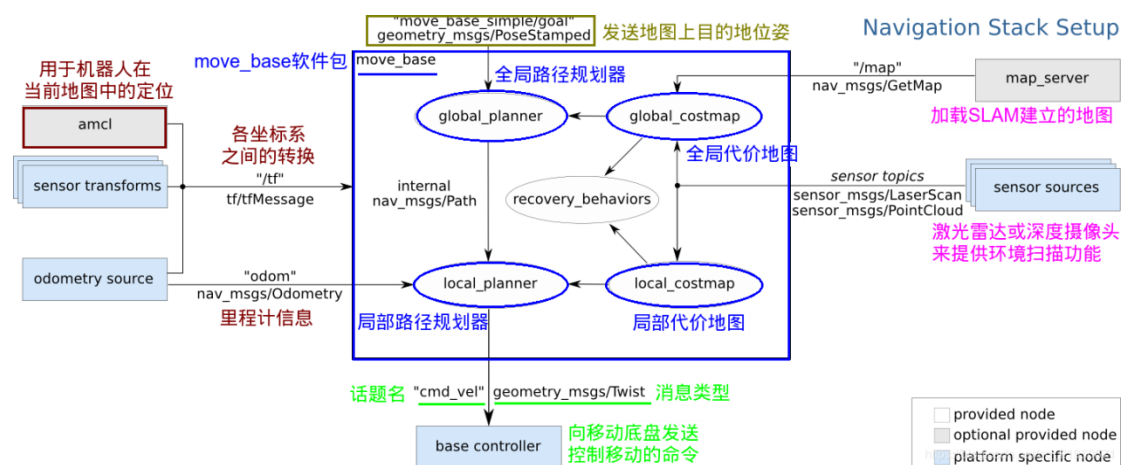 "move_base_simple/goal"
geometry_msgs/PoseStamped
发送地图上目的地位姿
Navigation Stack Setup
move_base软件包
move_base
用于机器人在
当前地图中的定位
amcl
全局路径规划器
global_planner
global_costmap
全局代价地图
"/map"
nav_msgs/GetMap
map_server
加载SLAM建立的地图
各坐标系
之间的转换
"/tf"
tf/tfMessage
sensor transforms
internal
nav_msgs/Path
recovery_behaviors
sensor topics
sensor_msgs/LaserScan
sensor_msgs/PointCloud
sensor sources
激光雷达或深度摄像头
来提供环境扫描功能
odometry source
"odom"
nav_msgs/Odometry
里程计信息
local_planner
局部路径规划器
local_costmap
局部代价地图
话题名
"cmd_vel"
geometry_msgs/Twist
消息类型
base controller
向移动底盘发送
控制移动的命令
provided node
optional provided node
platform specific node